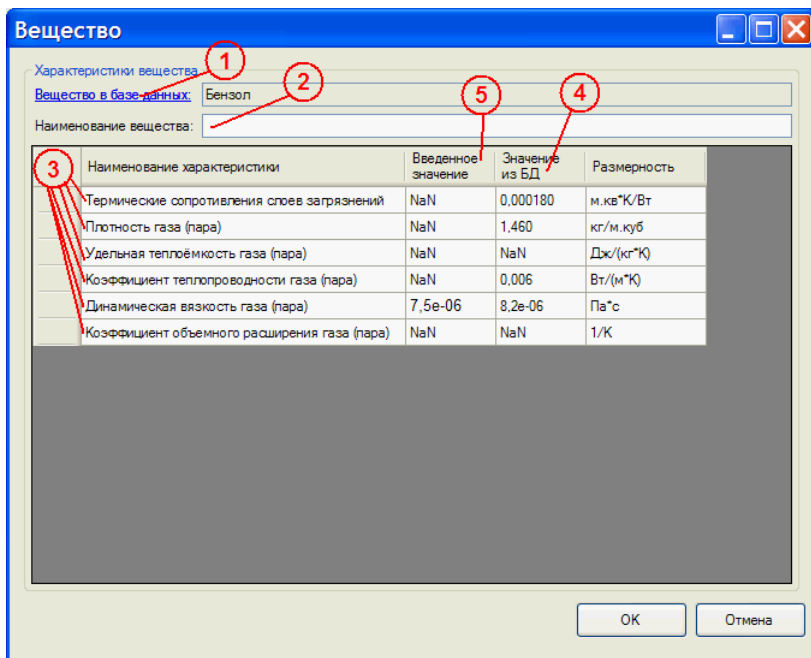 Вещество
Характеристики вещества
1
Вещество в базе данных: Бензол
2
5
4
Наименование вещества:
3
Наименование характеристики Введенное значение Значение из БД Размерность
Термические сопротивления слоев загрязнений NaN 0,000180 м.кв*К/Вт
Плотность газа (пара) NaN 1,460 кг/м.куб
Удельная теплоёмкость газа (пара) NaN NaN Дж/(кг*К)
Коэффициент теплопроводности газа (пара) NaN 0,006 Вт/(м*К)
Динамическая вязкость газа (пара) 7,5e-06 8,2e-06 Па*с
Коэффициент объемного расширения газа (пара) NaN NaN 1/К
OK Отмена